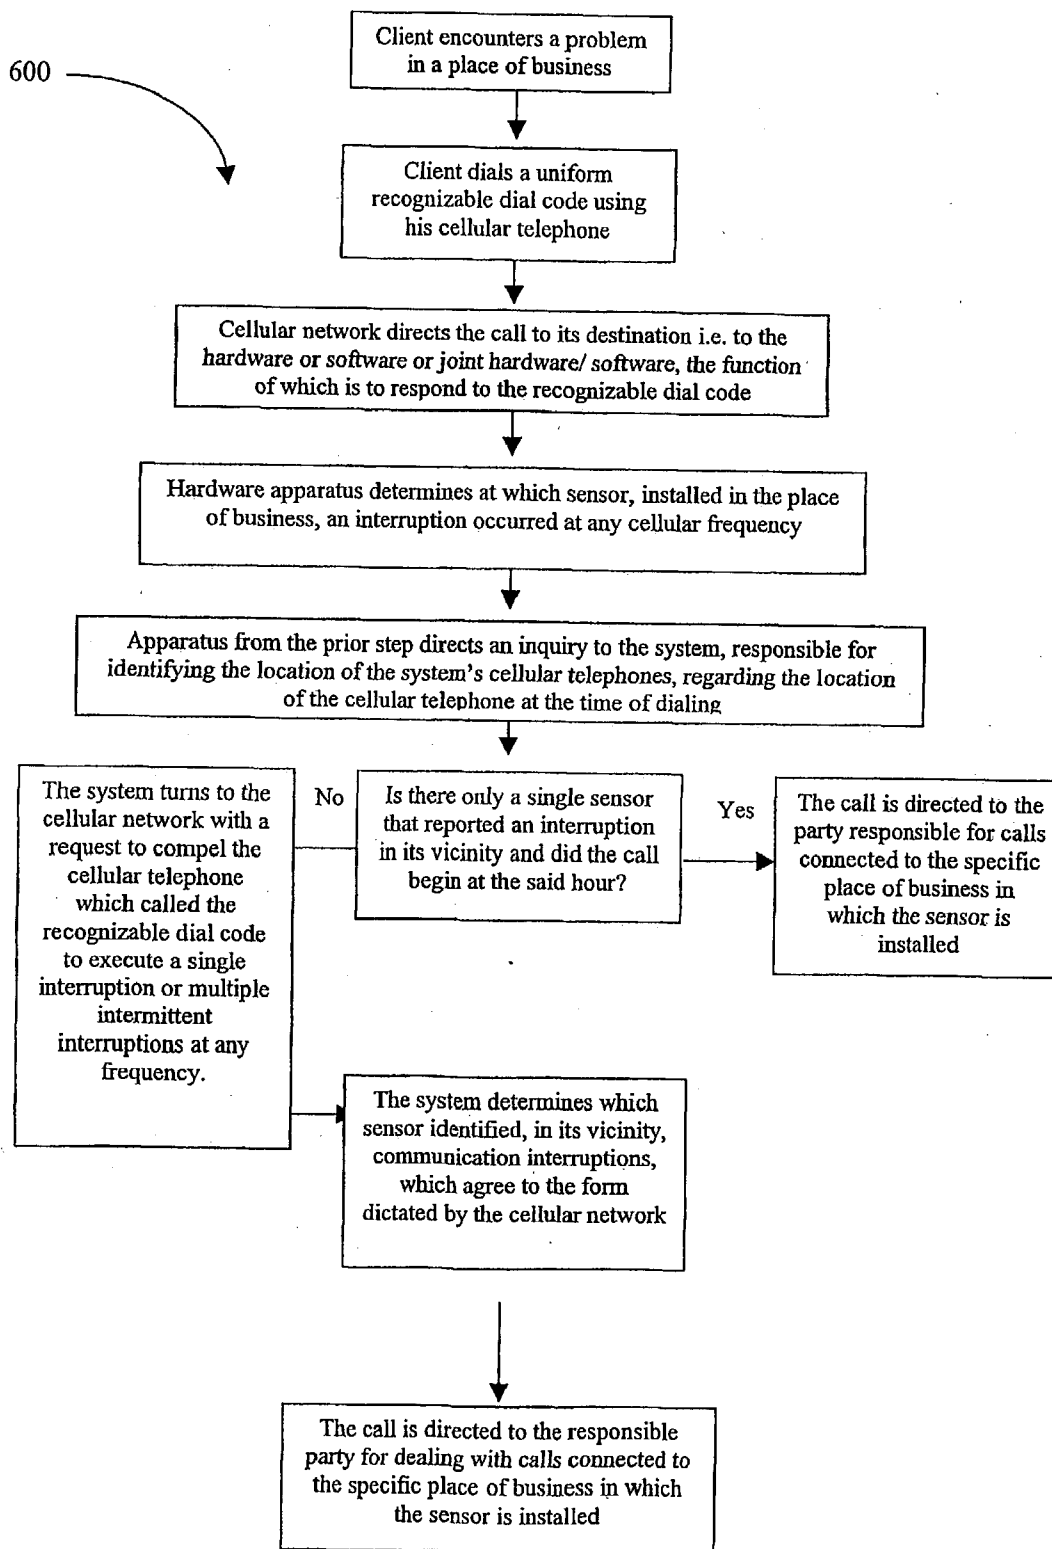 Client encounters a problem
in a place of business
600
Client dials a uniform
recognizable dial code using
his cellular telephone
Cellular network directs the call to its destination i.e. to the
hardware or software or joint hardware/ software, the function
of which is to respond to the recognizable dial code
Hardware apparatus determines at which sensor, installed in the place
of business, an interruption occurred at any cellular frequency
Apparatus from the prior step directs an inquiry to the system, responsible for
identifying the location of the system's cellular telephones, regarding the location
of the cellular telephone at the time of dialing
The system turns to the
cellular network with a
request to compel the
cellular telephone
which called the
recognizable dial code
to execute a single
interruption or multiple
intermittent
interruptions at any
frequency.
No
Is there only a single sensor
that reported an interruption
in its vicinity and did the call
begin at the said hour?
Yes
The call is directed to the
party responsible for calls
connected to the specific
place of business in
which the sensor is
installed
The system determines which
sensor identified, in its vicinity,
communication interruptions,
which agree to the form
dictated by the cellular network
The call is directed to the responsible
party for dealing with calls connected to
the specific place of business in which
the sensor is installed